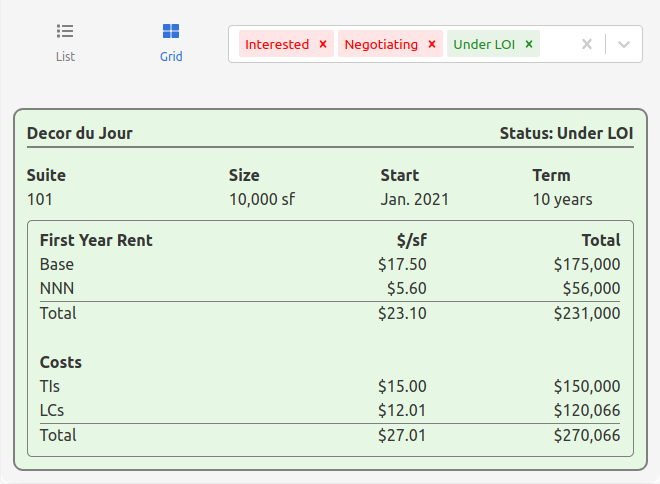 List Grid Interested × Negotiating × Under LOI ×
Decor du Jour Status: Under LOI
Suite Size Start Term
101 10,000 sf Jan. 2021 10 years
First Year Rent $/sf Total
Base $17.50 $175,000
NNN $5.60 $56,000
Total $23.10 $231,000
Costs
TIs $15.00 $150,000
LCs $12.01 $120,066
Total $27.01 $270,066